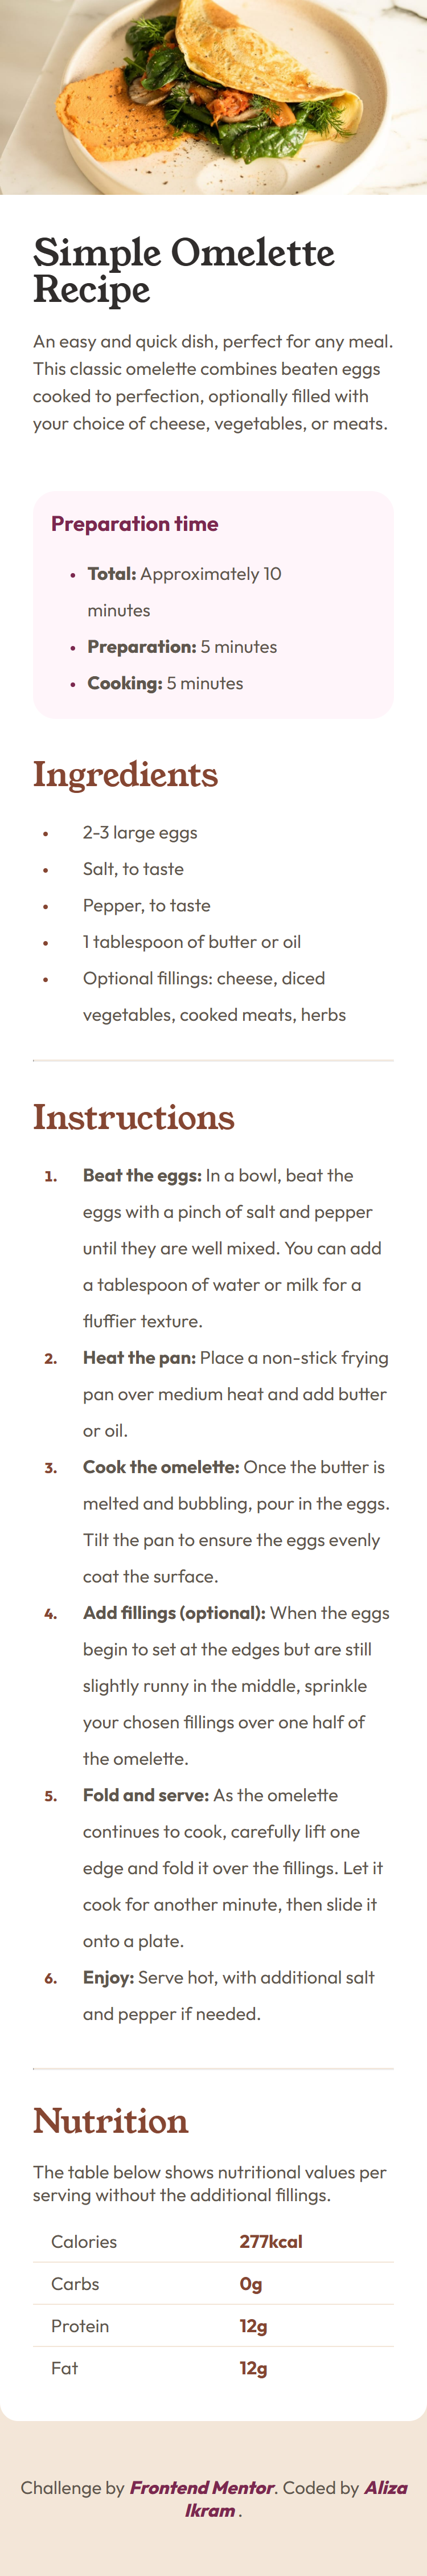 Simple Omelette
Recipe
An easy and quick dish, perfect for any meal.
This classic omelette combines beaten eggs
cooked to perfection, optionally filled with
your choice of cheese, vegetables, or meats.
Preparation time
• Total: Approximately 10
minutes
• Preparation: 5 minutes
• Cooking: 5 minutes
Ingredients
• 2-3 large eggs
• Salt, to taste
• Pepper, to taste
• 1 tablespoon of butter or oil
• Optional fillings: cheese, diced
vegetables, cooked meats, herbs
Instructions
1. Beat the eggs: In a bowl, beat the
eggs with a pinch of salt and pepper
until they are well mixed. You can add
a tablespoon of water or milk for a
fluffier texture.
2. Heat the pan: Place a non-stick frying
pan over medium heat and add butter
or oil.
3. Cook the omelette: Once the butter is
melted and bubbling, pour in the eggs.
Tilt the pan to ensure the eggs evenly
coat the surface.
4. Add fillings (optional): When the eggs
begin to set at the edges but are still
slightly runny in the middle, sprinkle
your chosen fillings over one half of
the omelette.
5. Fold and serve: As the omelette
continues to cook, carefully lift one
edge and fold it over the fillings. Let it
cook for another minute, then slide it
onto a plate.
6. Enjoy: Serve hot, with additional salt
and pepper if needed.
Nutrition
The table below shows nutritional values per
serving without the additional fillings.
Calories 277kcal
Carbs 0g
Protein 12g
Fat 12g
Challenge by Frontend Mentor. Coded by Aliza
Ikram .